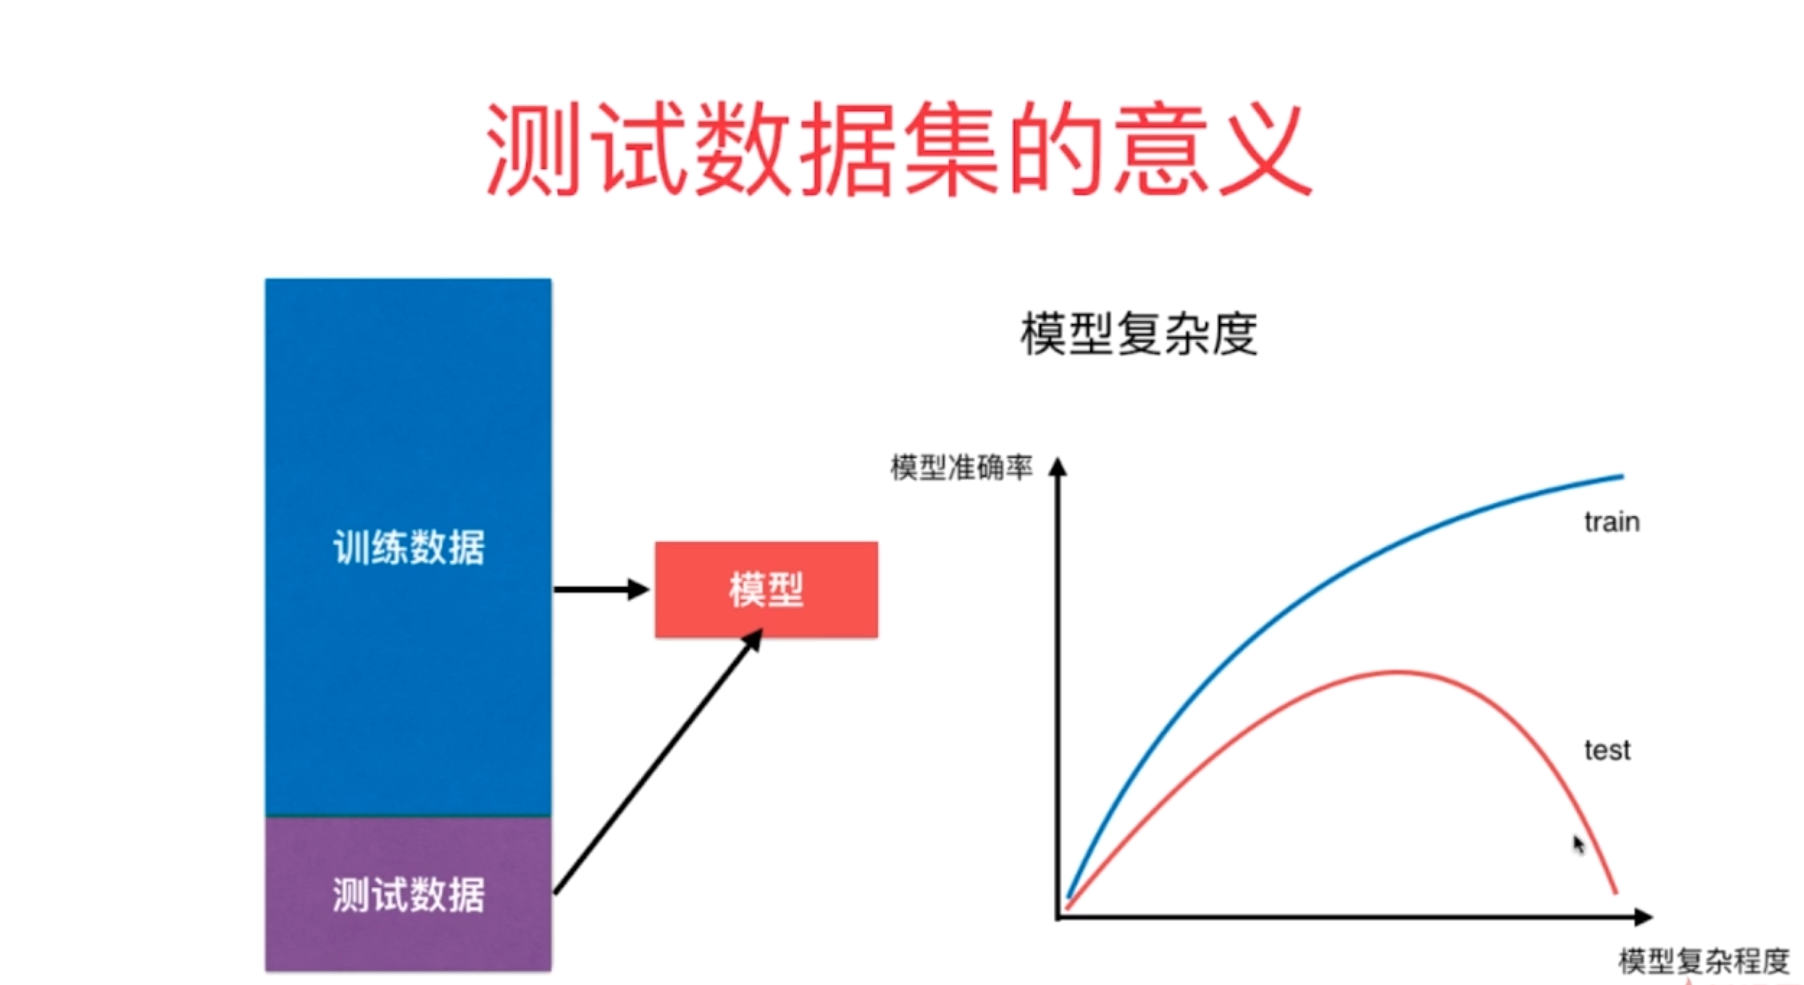 测试数据集的意义
模型复杂度
模型准确率
train
训练数据
模型
test
测试数据
模型复杂程度